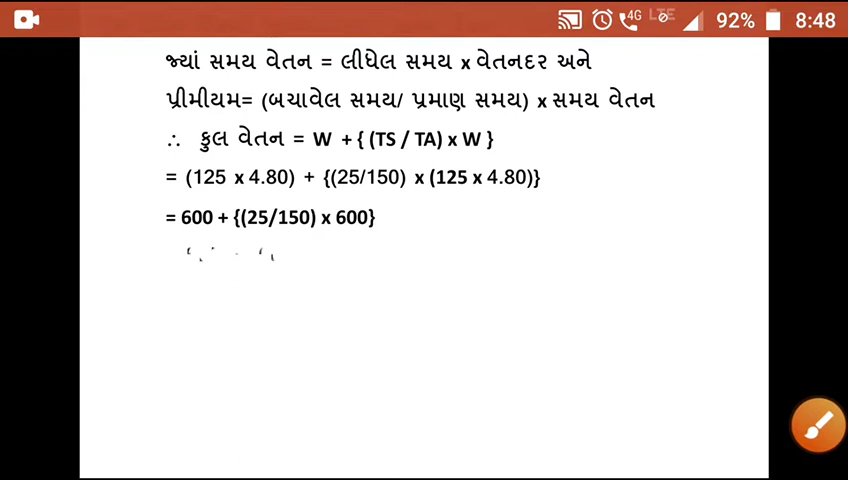 4G LTE 92% 8:48
જ્યાં સમય વેતન = લીધેલ સમય x વેતનદર અને
પ્રીમીયમ= (બચાવેલ સમય/ પ્રમાણ સમય) x સમય વેતન
∴ કુલ વેતન = W + { (TS / TA) x W }
= (125 x 4.80) + {(25/150) x (125 x 4.80)}
= 600 + {(25/150) x 600}